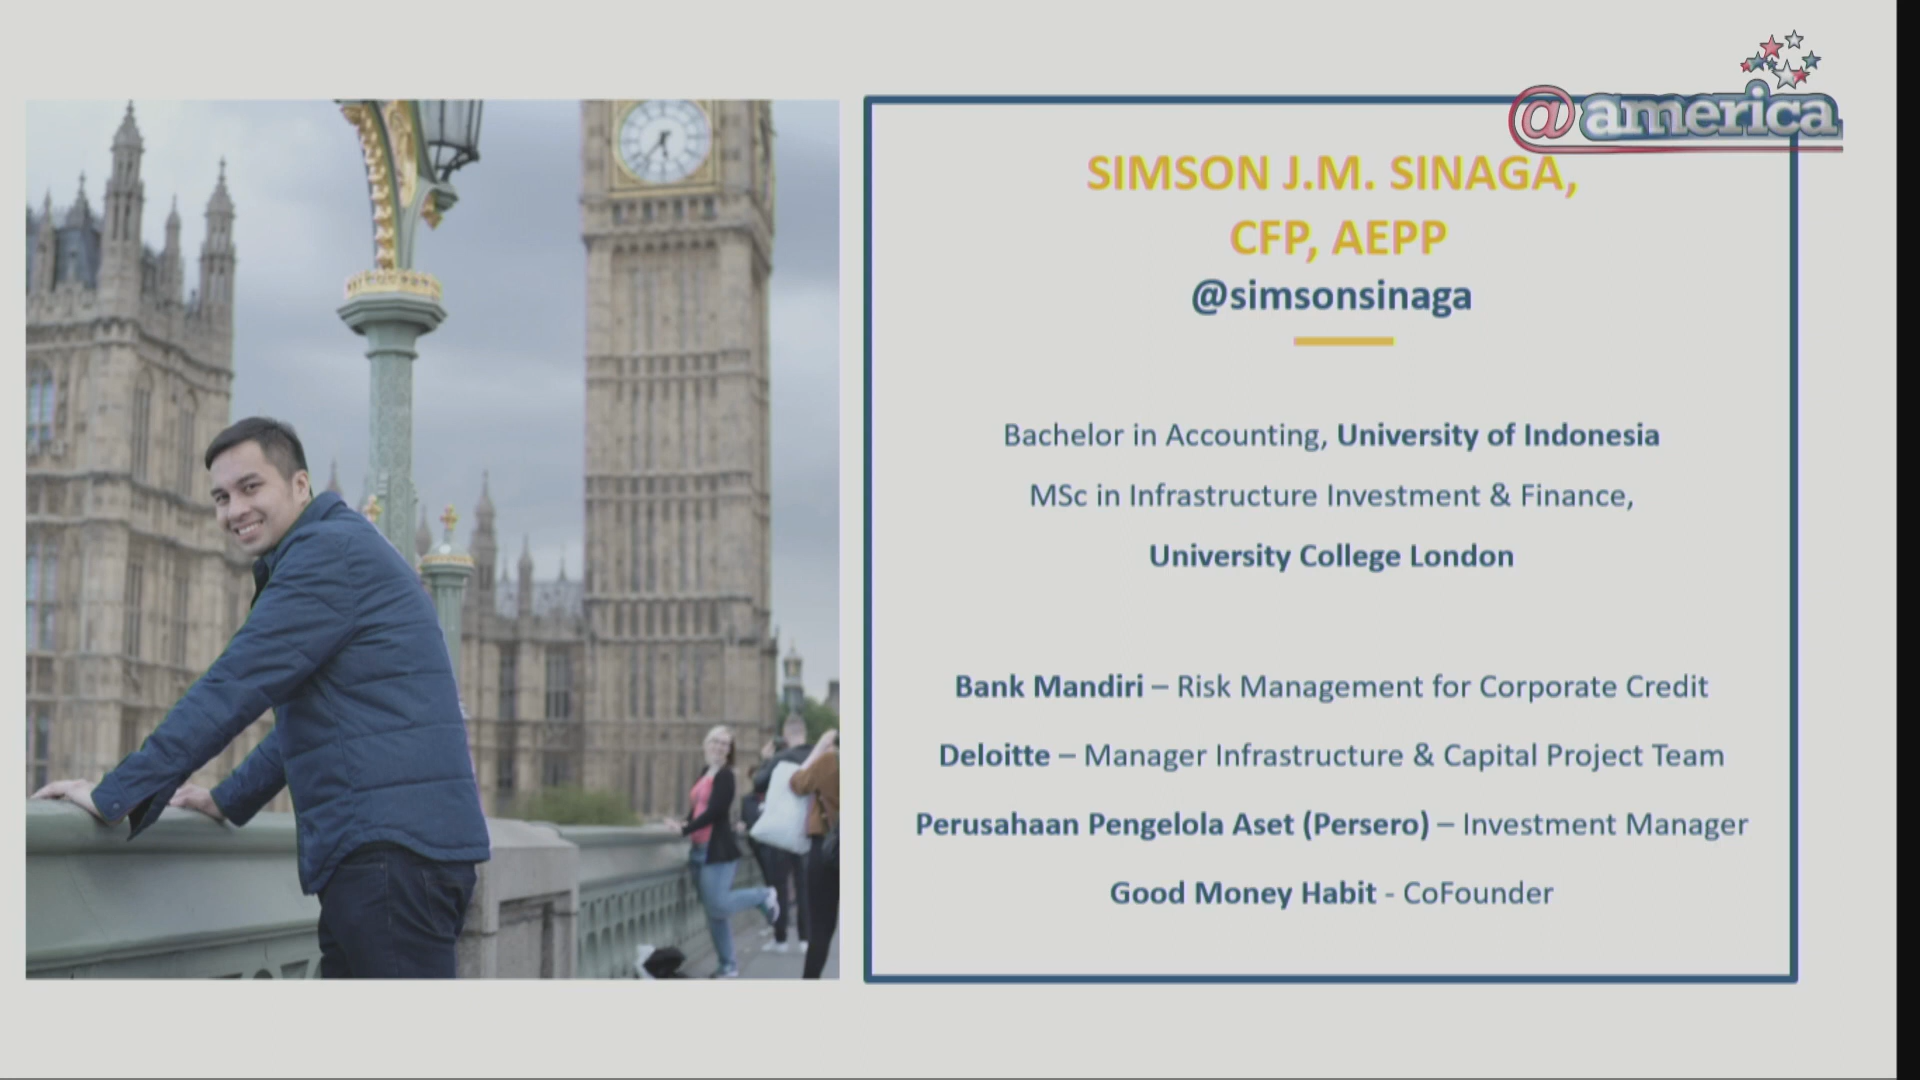 @america
SIMSON J.M. SINAGA,
CFP, AEPP
@simsonsinaga
Bachelor in Accounting, University of Indonesia
MSc in Infrastructure Investment & Finance,
University College London
Bank Mandiri – Risk Management for Corporate Credit
Deloitte – Manager Infrastructure & Capital Project Team
Perusahaan Pengelola Aset (Persero) – Investment Manager
Good Money Habit - CoFounder